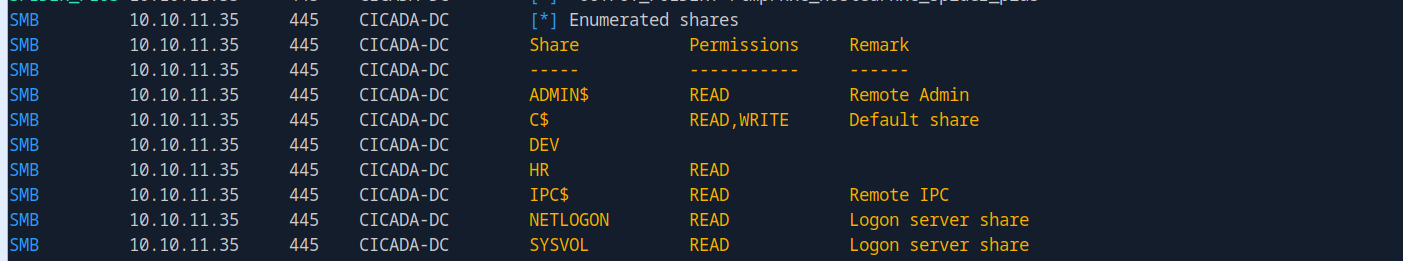 SMB 10.10.11.35 445 CICADA-DC [*] Enumerated shares
SMB 10.10.11.35 445 CICADA-DC Share Permissions Remark
SMB 10.10.11.35 445 CICADA-DC ----- ----------- ------
SMB 10.10.11.35 445 CICADA-DC ADMIN$ READ Remote Admin
SMB 10.10.11.35 445 CICADA-DC C$ READ,WRITE Default share
SMB 10.10.11.35 445 CICADA-DC DEV
SMB 10.10.11.35 445 CICADA-DC HR READ
SMB 10.10.11.35 445 CICADA-DC IPC$ READ Remote IPC
SMB 10.10.11.35 445 CICADA-DC NETLOGON READ Logon server share
SMB 10.10.11.35 445 CICADA-DC SYSVOL READ Logon server share